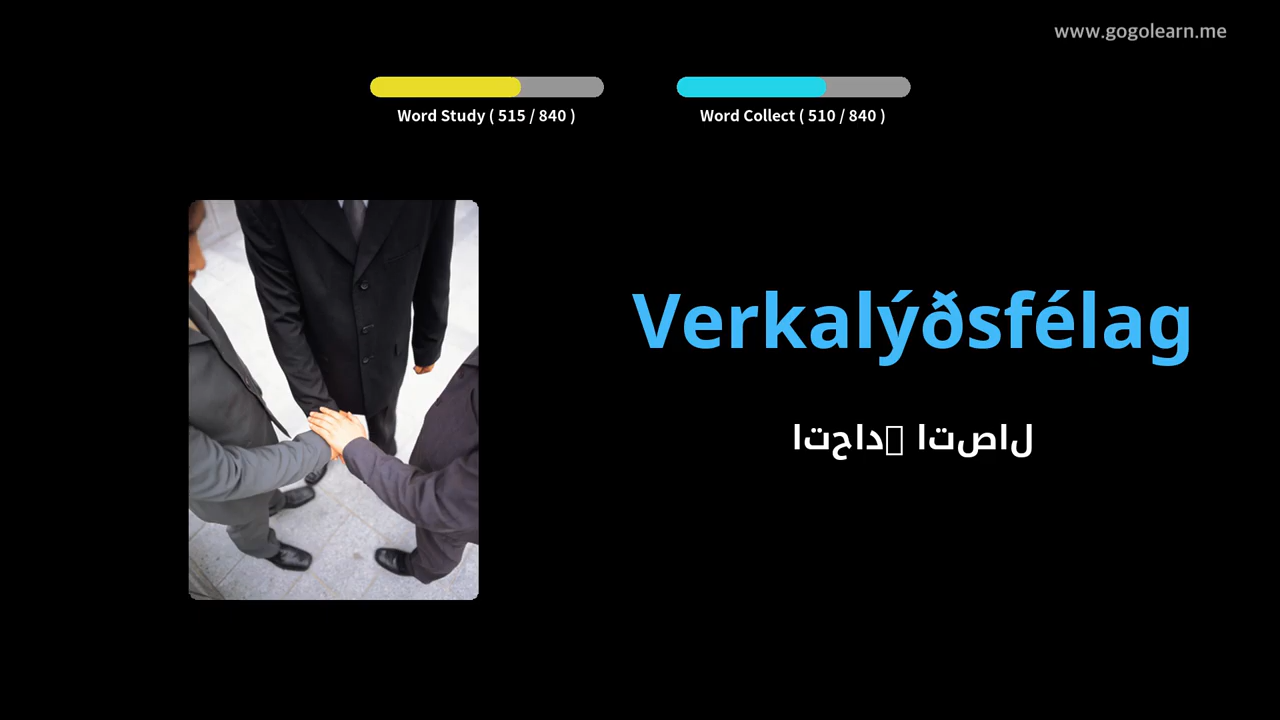 www.gogolearn.me
Word Study ( 515 / 840 )
Word Collect ( 510 / 840 )
Verkalýðsfélag
اتحاد اتصال